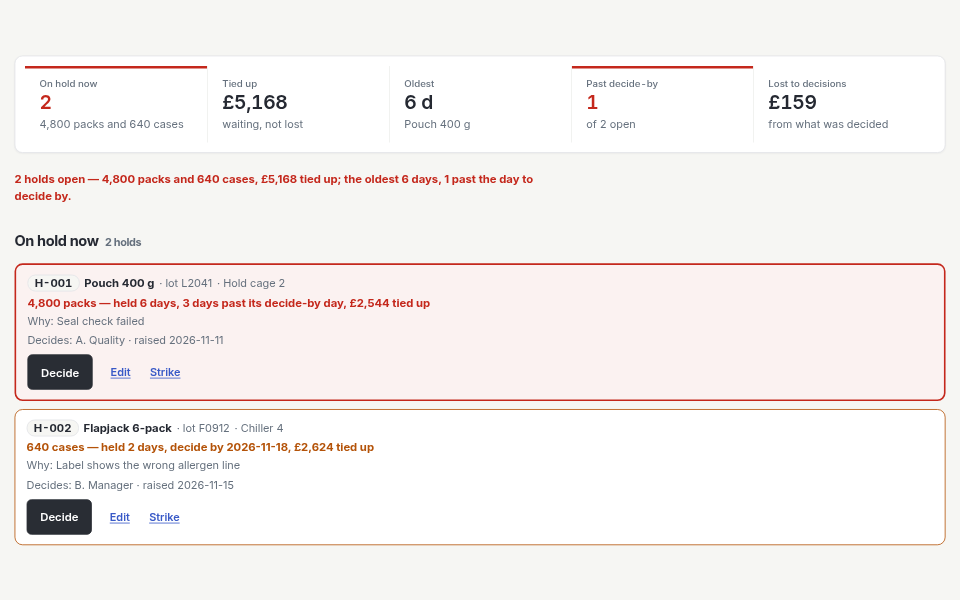 On hold now
2
4,800 packs and 640 cases
Tied up
£5,168
waiting, not lost
Oldest
6 d
Pouch 400 g
Past decide-by
1
of 2 open
Lost to decisions
£159
from what was decided
2 holds open — 4,800 packs and 640 cases, £5,168 tied up; the oldest 6 days, 1 past the day to
decide by.
On hold now 2 holds
H-001 Pouch 400 g · lot L2041 · Hold cage 2
4,800 packs — held 6 days, 3 days past its decide-by day, £2,544 tied up
Why: Seal check failed
Decides: A. Quality · raised 2026-11-11
Decide Edit Strike
H-002 Flapjack 6-pack · lot F0912 · Chiller 4
640 cases — held 2 days, decide by 2026-11-18, £2,624 tied up
Why: Label shows the wrong allergen line
Decides: B. Manager · raised 2026-11-15
Decide Edit Strike